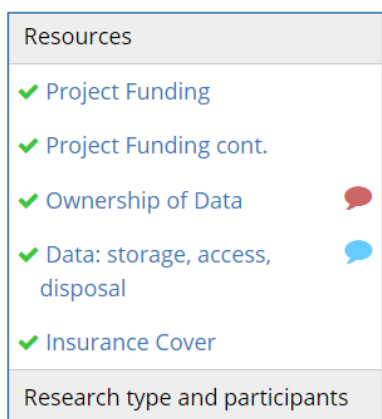 Resources
Project Funding
Project Funding cont.
Ownership of Data
Data: storage, access,
disposal
Insurance Cover
Research type and participants